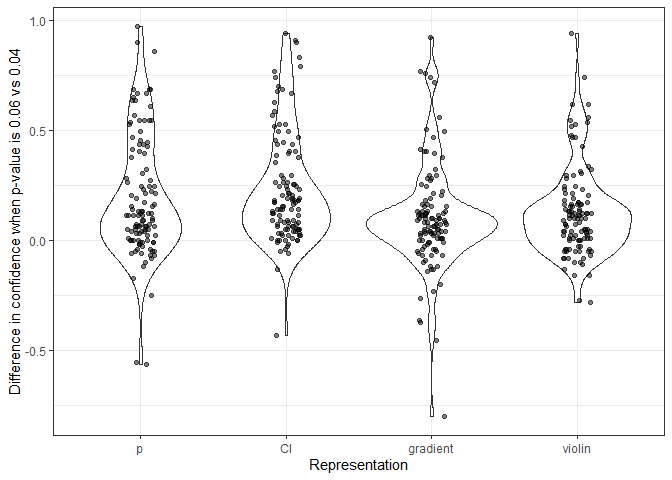 Difference in confidence when p-value is 0.06 vs 0.04
1.0
0.5
0.0
-0.5
p CI gradient violin
Representation